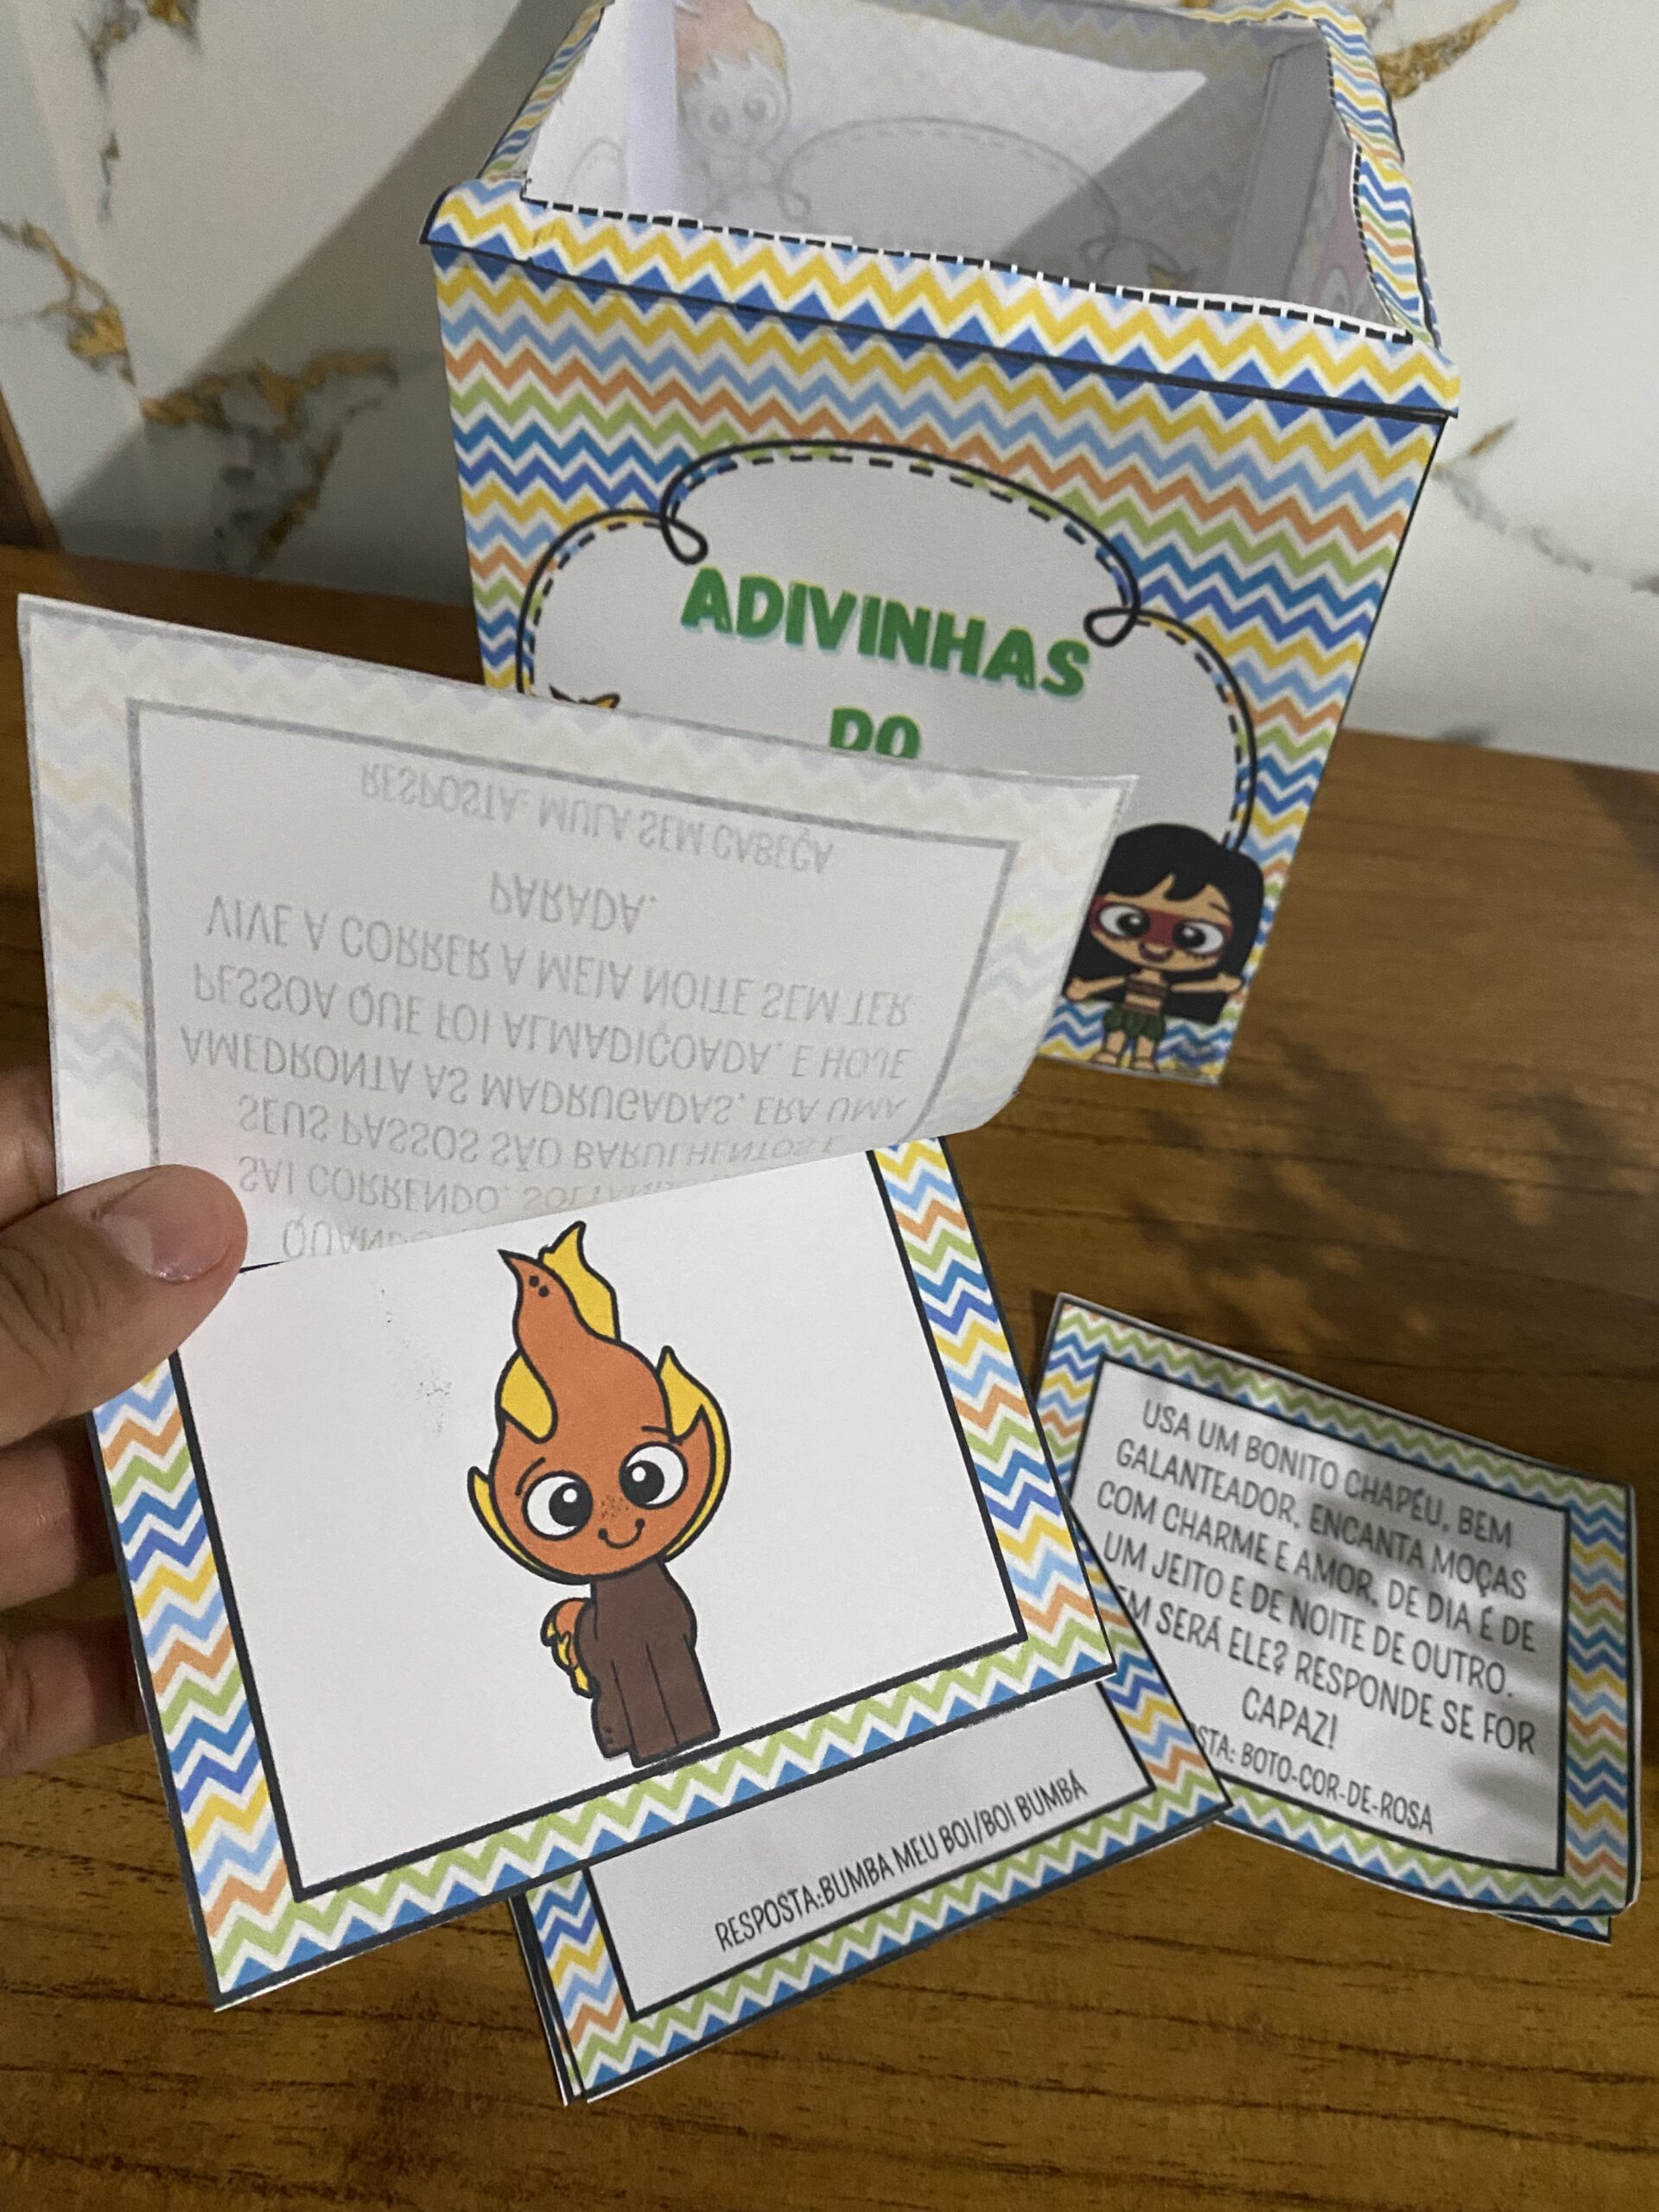 ADIVINHAS
DO
QUANDO
SAI CORRENDO,
SEUS PASSOS SÃO BARULHENTOS E
AMEDRONTA AS MADRUGADAS. ERA UMA
PESSOA QUE FOI ALMADIÇOADA. E HOJE
VIVE A CORRER A MEIA NOITE SEM TER
PARADA.
RESPOSTA: MULA SEM CABEÇA
USA UM BONITO CHAPÉU, BEM
GALANTEADOR, ENCANTA MOÇAS
COM CHARME E AMOR, DE DIA É DE
UM JEITO E DE NOITE DE OUTRO.
SERÁ ELE? RESPONDE SE FOR
CAPAZ!
BOTO-COR-DE-ROSA
RESPOSTA:BUMBA MEU BOI/BOI BUMBÁ